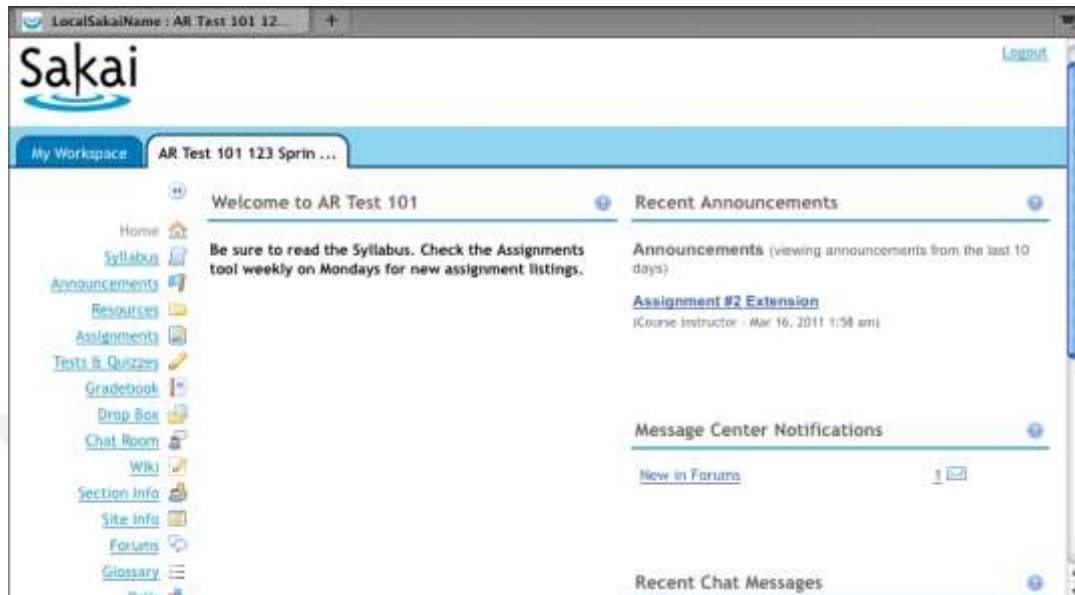 LocalSakaiName : AR Test 101 12...
+
Sakai
Logout
My Workspace
AR Test 101 123 Sprin ...
Home
Syllabus
Announcements
Resources
Assignments
Tests & Quizzes
Gradebook
Drop Box
Chat Room
Wiki
Section Info
Site Info
Forums
Glossary
Welcome to AR Test 101
Be sure to read the Syllabus. Check the Assignments
tool weekly on Mondays for new assignment listings.
Recent Announcements
Announcements (viewing announcements from the last 10
days)
Assignment #2 Extension
(Course Instructor - Mar 16, 2011 1:58 am)
Message Center Notifications
New in Forums 1
Recent Chat Messages